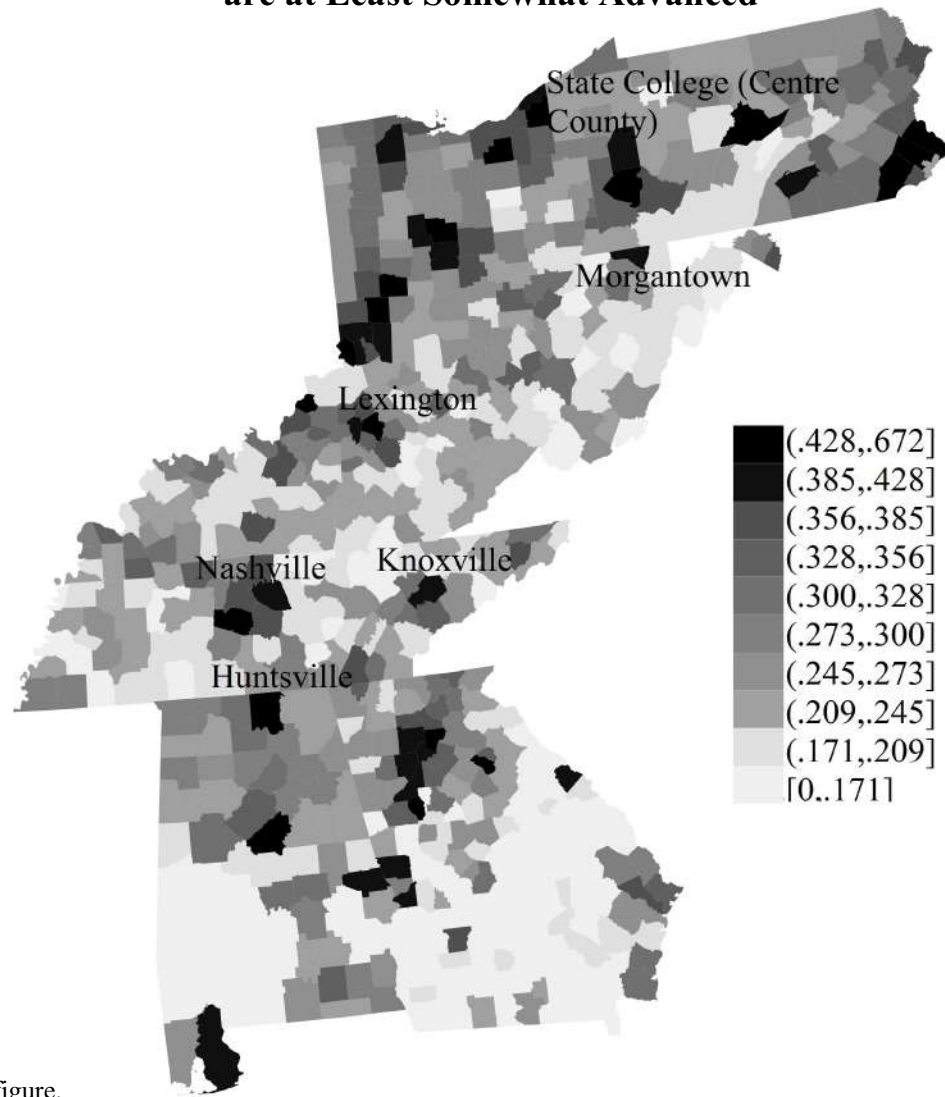 are at Least Somewhat Advanced
State College (Centre
County)
Morgantown
Lexington
Nashville
Knoxville
Huntsville
(.428,.672]
(.385,.428]
(.356,.385]
(.328,.356]
(.300,.328]
(.273,.300]
(.245,.273]
(.209,.245]
(.171,.209]
[0,.171]
figure.